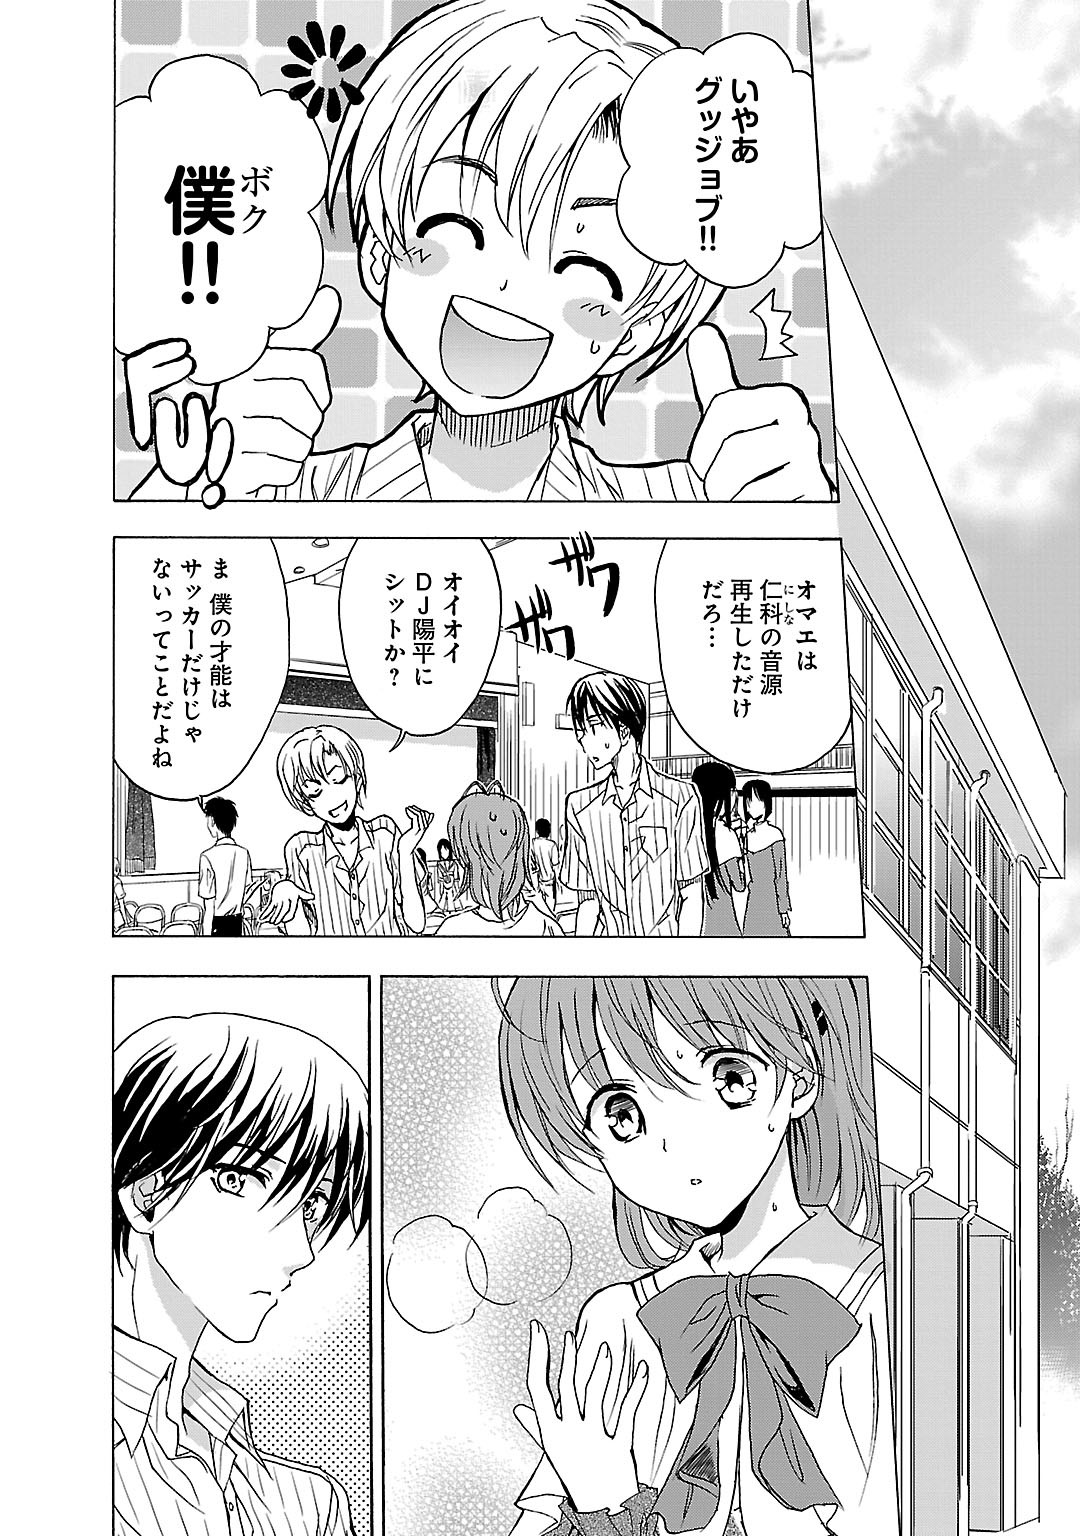 いやあ
グッジョブ!!
僕!!
ボク
Fu!
オマエは
仁科の音源
にしな
再生しただけ
だろ…
ザワ
ザワ
オイオイ
DJ陽平に
シットか?
ま 僕の才能は
サッカーだけじゃ
ないってことだよね